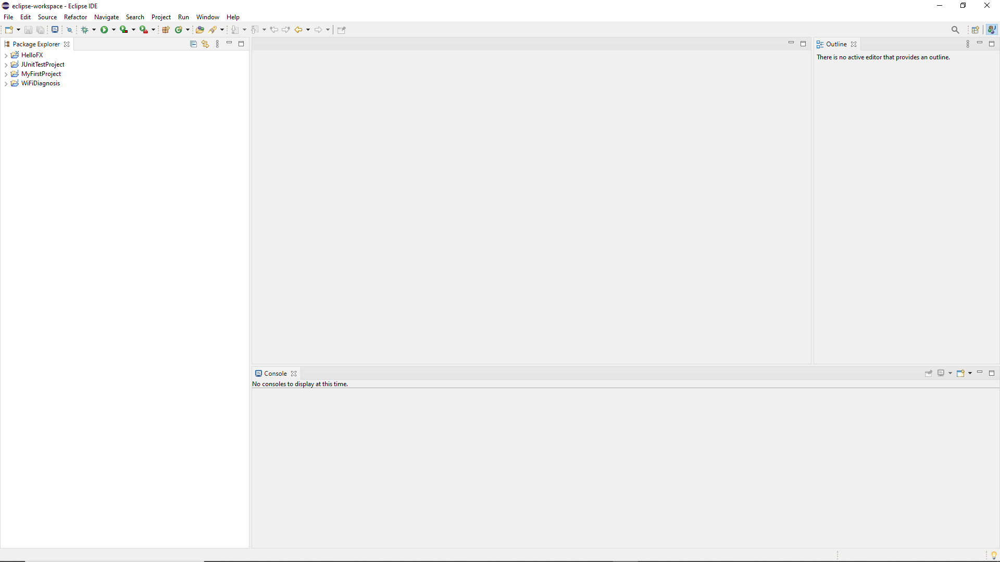 eclipse-workspace - Eclipse IDE
File Edit Source Refactor Navigate Search Project Run Window Help
Package Explorer
HelloFX
JUnitTestProject
MyFirstProject
WiFiDiagnosis
Outline
There is no active editor that provides an outline.
Console
No consoles to display at this time.